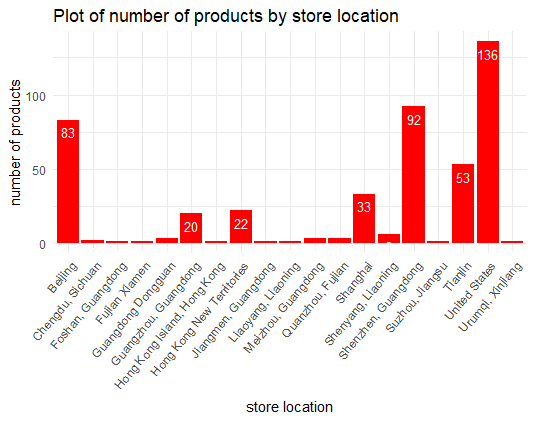 Plot of number of products by store location
number of products
136
92
83
53
33
22
20
100
50
0
Beijing
Chengdu, Sichuan
Foshan, Guangdong
Fujian Xiamen
Guangdong Dongguan
Guangzhou, Guangdong
Hong Kong Island, Hong Kong
Hong Kong New Territories
Jiangmen, Guangdong
Liaoyang, Liaoning
Meizhou, Guangdong
Quanzhou, Fujian
Shanghai
Shenyang, Liaoning
Shenzhen, Guangdong
Suzhou, Jiangsu
Tianjin
United States
Urumqi, Xinjiang
store location